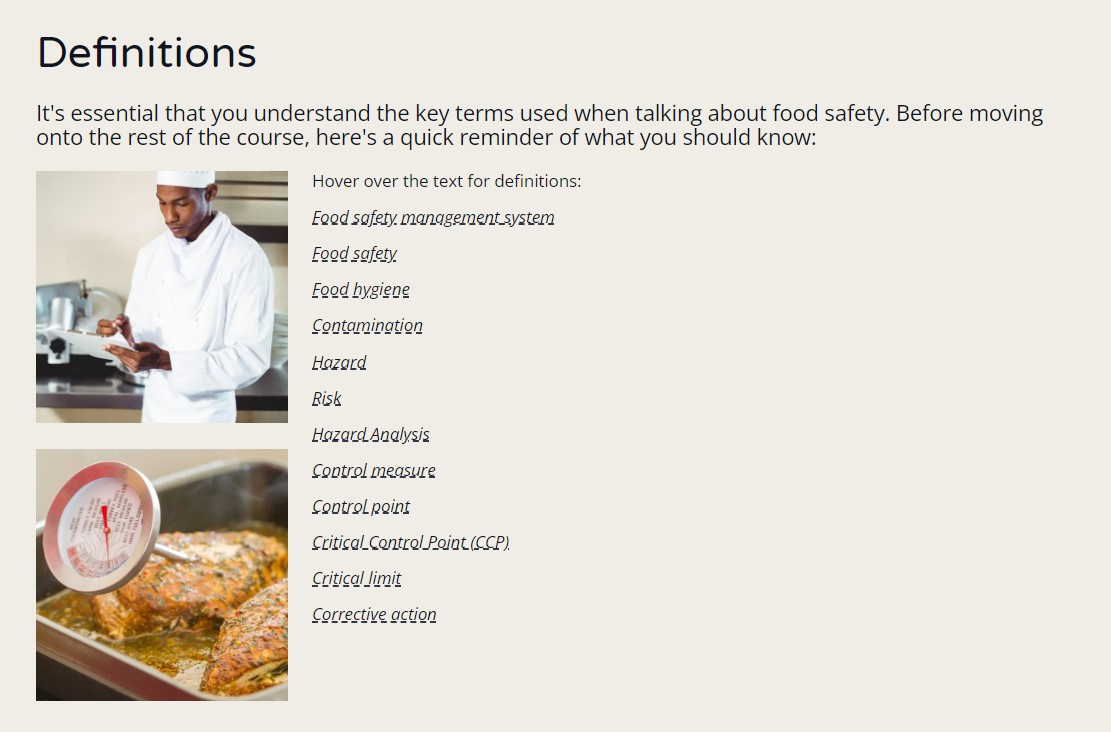 Definitions
It's essential that you understand the key terms used when talking about food safety. Before moving
onto the rest of the course, here's a quick reminder of what you should know:
Hover over the text for definitions:
Food safety management system
Food safety
Food hygiene
Contamination
Hazard
Risk
Hazard Analysis
Control measure
Control point
Critical Control Point (CCP)
Critical limit
Corrective action